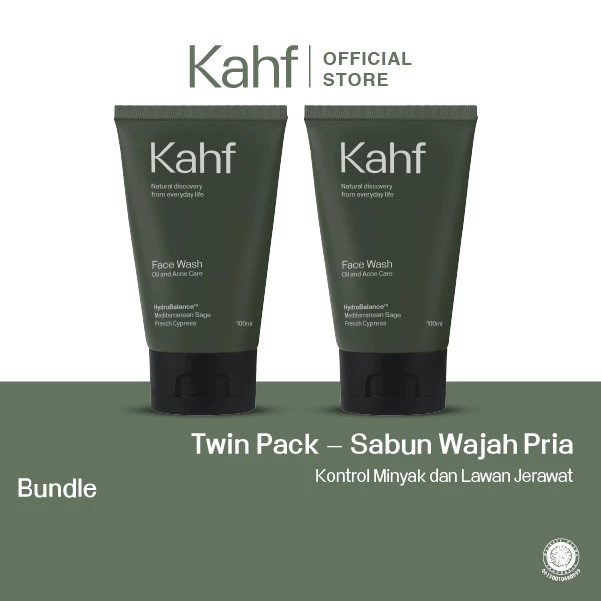 Kahf
OFFICIAL
STORE
Kahf
Natural discovery
from everyday life
Face Wash
Oil and Acne Care
HydroBalance™
Mediterranean Sage
French Cypress
100ml
Kahf
Natural discovery
from everyday life
Face Wash
Oil and Acne Care
HydroBalance™
Mediterranean Sage
French Cypress
100ml
Twin Pack – Sabun Wajah Pria
Kontrol Minyak dan Lawan Jerawat
Bundle